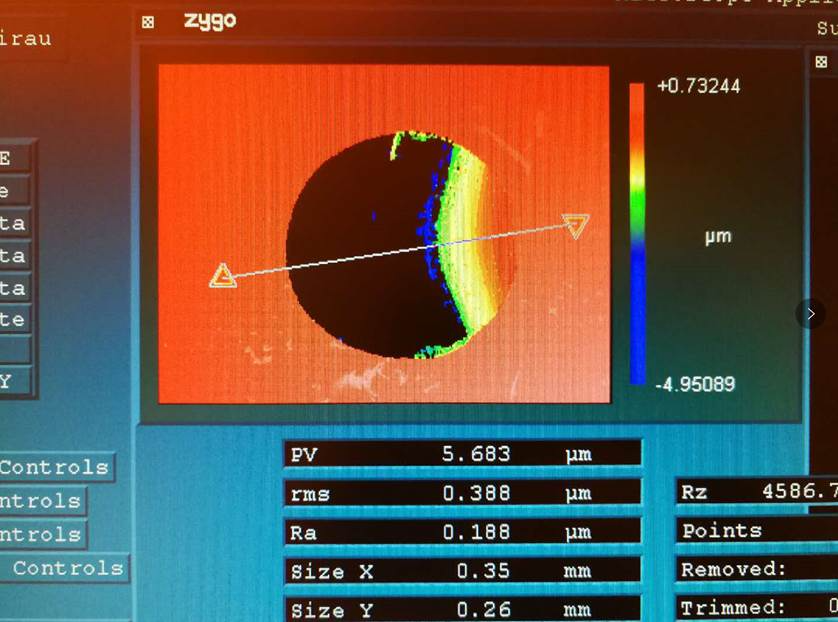 irau
zygo
Su
+0.73244
µm
-4.95089
E
e
ta
ta
ta
te
Y
Controls
ntrols
ntrols
Controls
PV 5.683 µm
rms 0.388 µm
Ra 0.188 µm
Size X 0.35 mm
Size Y 0.26 mm
Rz 4586.7
Points
Removed:
Trimmed: 0